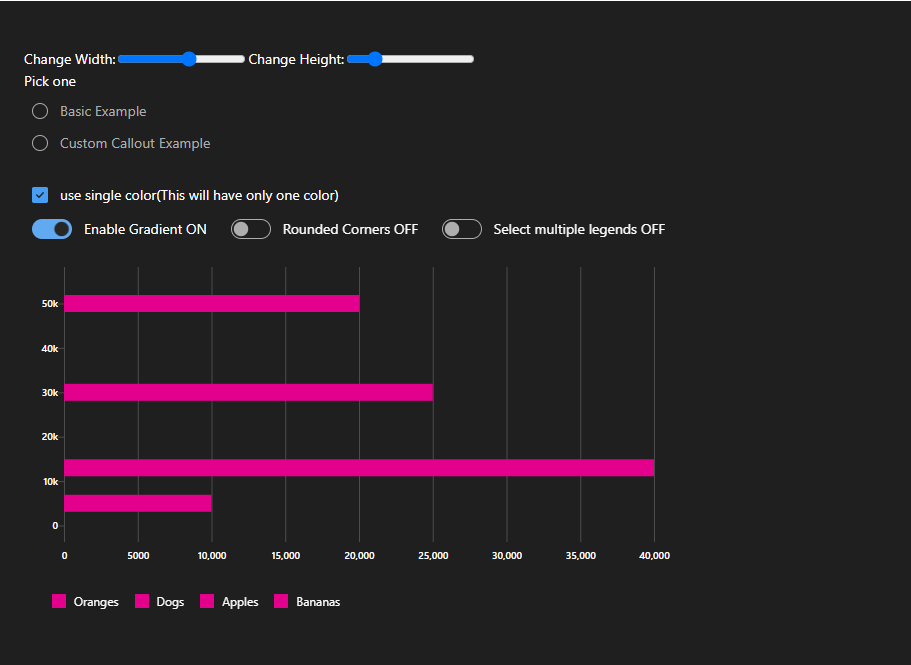 Change Width: Change Height:
Pick one
Basic Example
Custom Callout Example
use single color(This will have only one color)
Enable Gradient ON Rounded Corners OFF Select multiple legends OFF
50k
40k
30k
20k
10k
0
0 5000 10,000 15,000 20,000 25,000 30,000 35,000 40,000
Oranges Dogs Apples Bananas